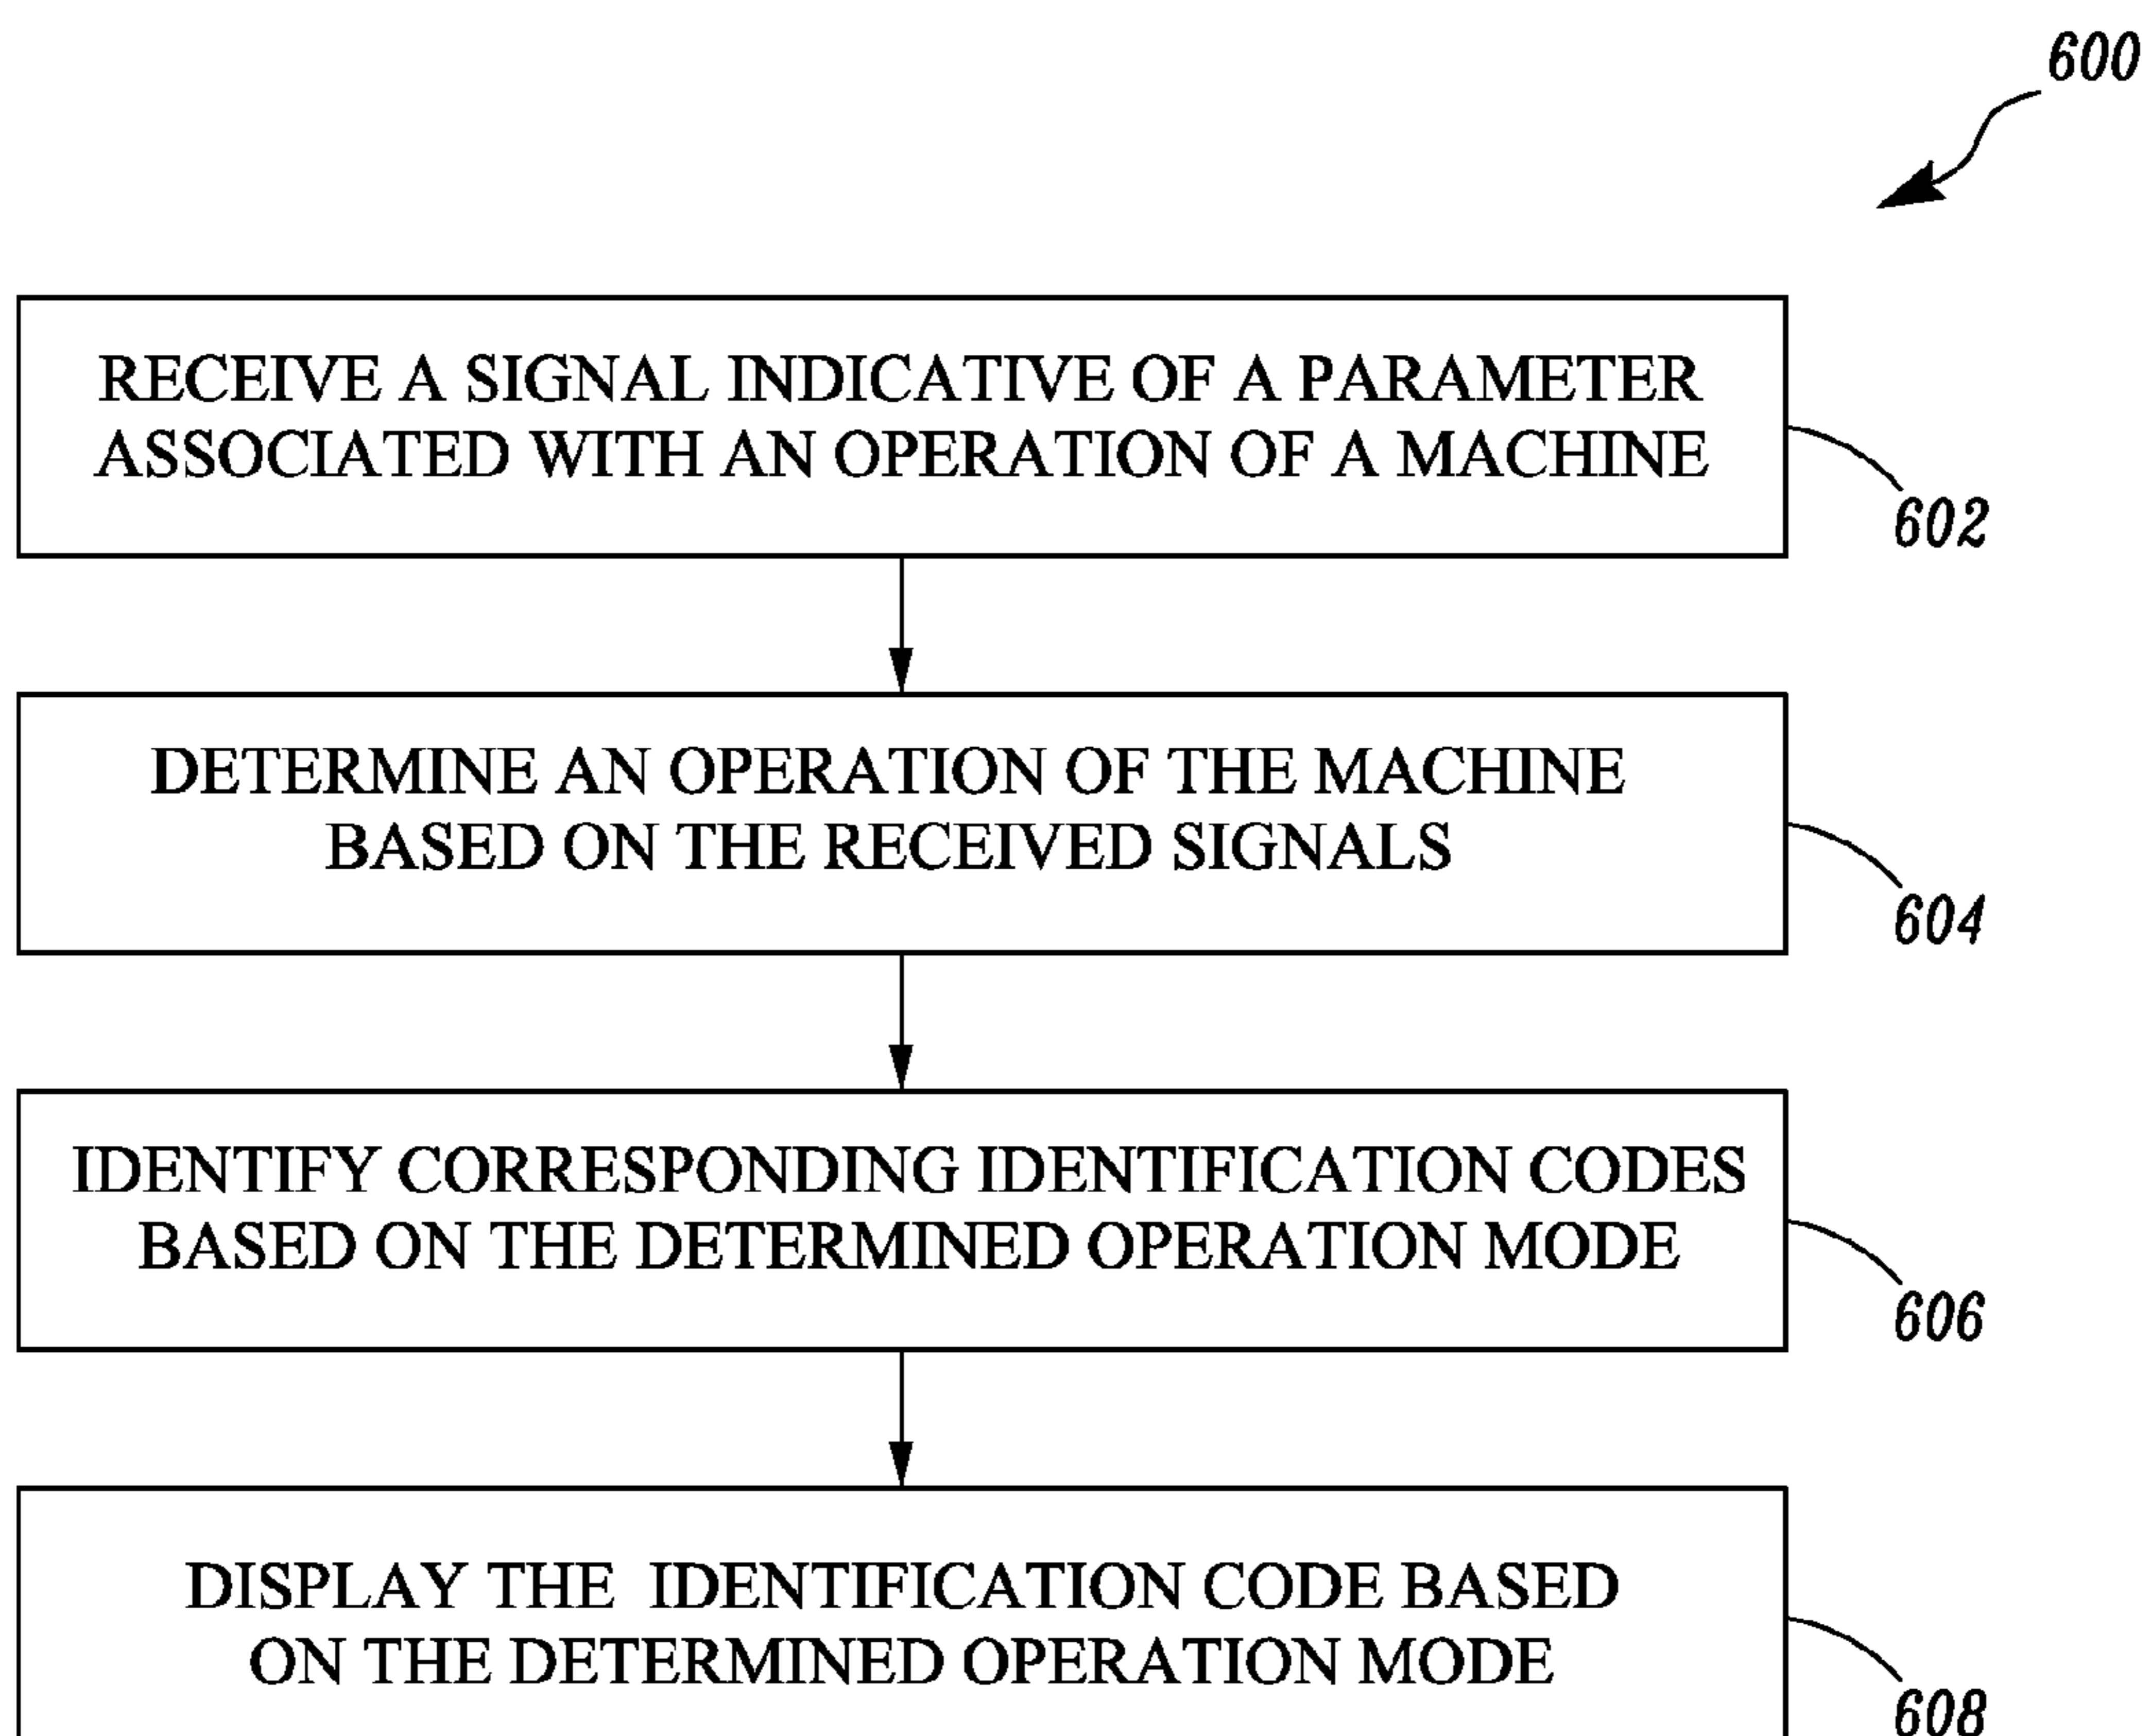 600
RECEIVE A SIGNAL INDICATIVE OF A PARAMETER
ASSOCIATED WITH AN OPERATION OF A MACHINE
602
DETERMINE AN OPERATION OF THE MACHINE
BASED ON THE RECEIVED SIGNALS
604
IDENTIFY CORRESPONDING IDENTIFICATION CODES
BASED ON THE DETERMINED OPERATION MODE
606
DISPLAY THE IDENTIFICATION CODE BASED
ON THE DETERMINED OPERATION MODE
608